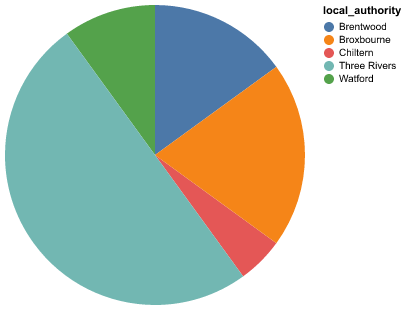 local_authority
Brentwood
Broxbourne
Chiltern
Three Rivers
Watford